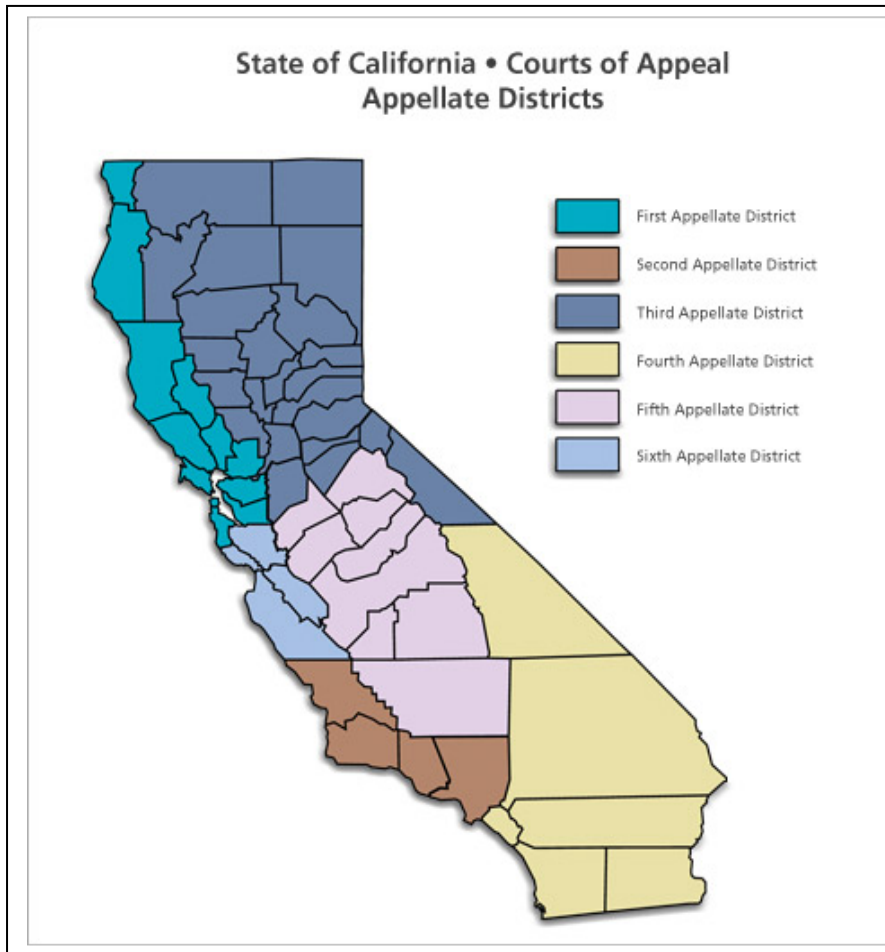 State of California • Courts of Appeal
Appellate Districts
First Appellate District
Second Appellate District
Third Appellate District
Fourth Appellate District
Fifth Appellate District
Sixth Appellate District